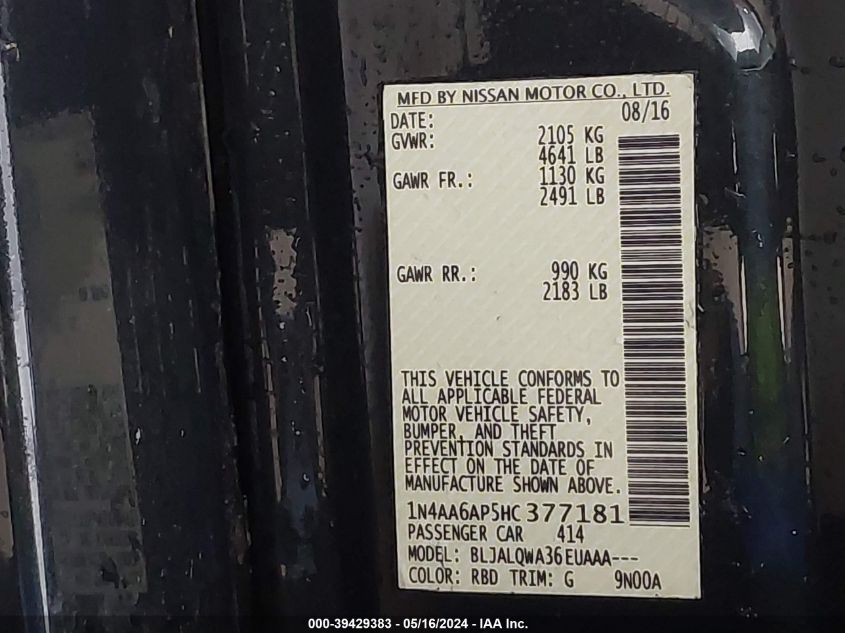 MFD BY NISSAN MOTOR CO., LTD.
DATE: 08/16
GVWR: 2105 KG
4641 LB
GAWR FR.: 1130 KG
2491 LB
GAWR RR.: 990 KG
2183 LB
THIS VEHICLE CONFORMS TO
ALL APPLICABLE FEDERAL
MOTOR VEHICLE SAFETY,
BUMPER, AND THEFT
PREVENTION STANDARDS IN
EFFECT ON THE DATE OF
MANUFACTURE SHOWN ABOVE.
1N4AA6AP5HC377181
PASSENGER CAR 414
MODEL: BLJALQWA36EUAAA---
COLOR: RBD TRIM: G 9N00A
000-39429383 - 05/16/2024 - IAA Inc.